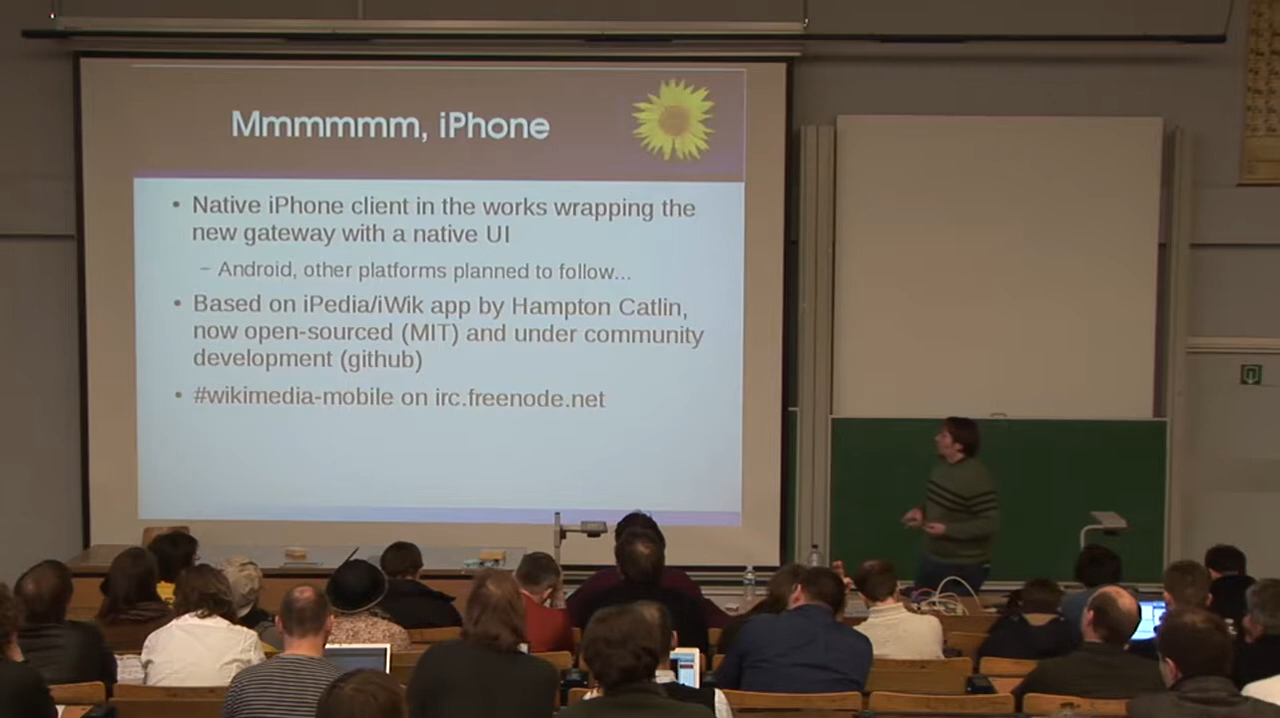 Mmmmmm, iPhone
• Native iPhone client in the works wrapping the
new gateway with a native UI
– Android, other platforms planned to follow...
• Based on iPedia/iWik app by Hampton Catlin,
now open-sourced (MIT) and under community
development (github)
• #wikimedia-mobile on irc.freenode.net